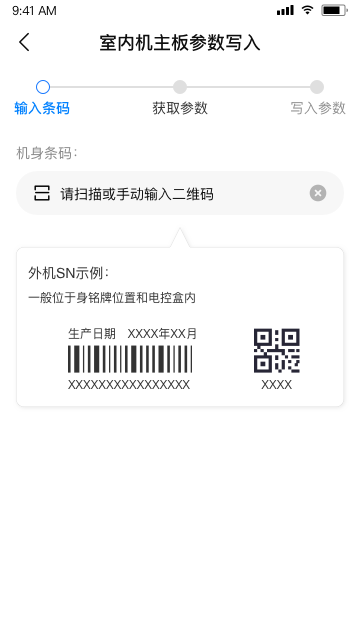 9:41 AM
室内机主板参数写入
输入条码
获取参数
写入参数
机身条码：
请扫描或手动输入二维码
外机SN示例：
一般位于身铭牌位置和电控盒内
生产日期 XXXX年XX月
XXXXXXXXXXXXXXXX
XXXX